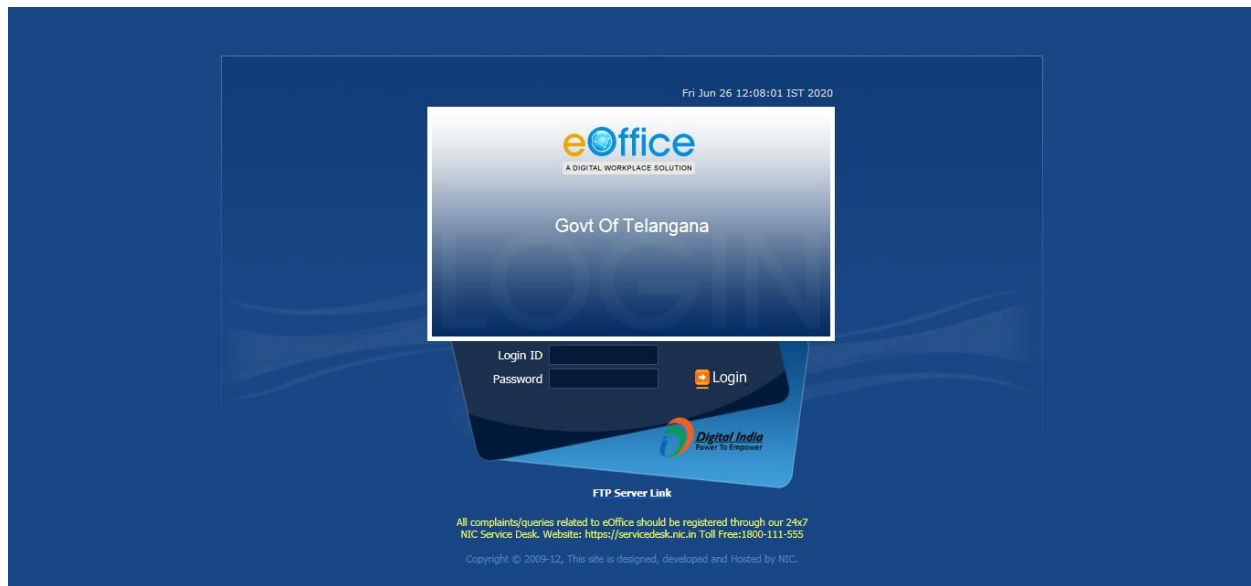 Fri Jun 26 12:08:01 IST 2020
eOffice
A DIGITAL WORKPLACE SOLUTION
Govt Of Telangana
LOGIN
Login ID
Password
Login
Digital India
Power To Empower
FTP Server Link
All complaints/queries related to eOffice should be registered through our 24x7
NIC Service Desk. Website: https://servicedesk.nic.in Toll Free:1800-111-555
Copyright © 2009-12, This site is designed, developed and Hosted by NIC.